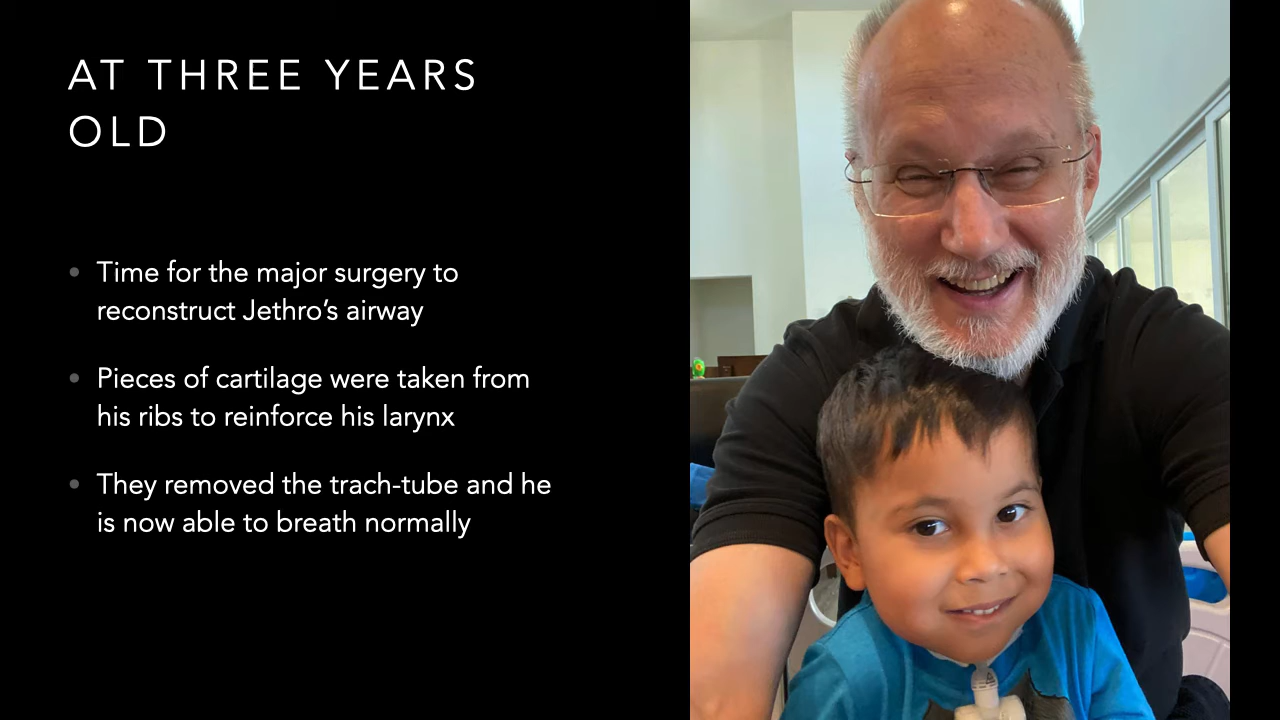 AT THREE YEARS
OLD
Time for the major surgery to
reconstruct Jethro's airway
Pieces of cartilage were taken from
his ribs to reinforce his larynx
They removed the trach-tube and he
is now able to breath normally